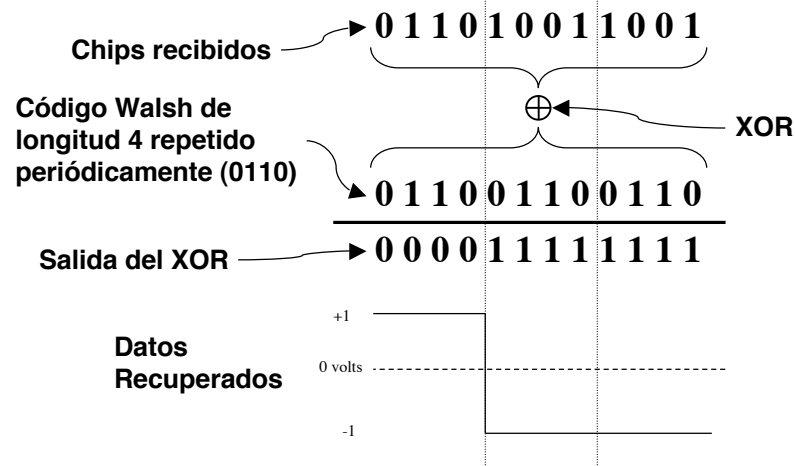 Chips recibidos
0 1 1 0 1 0 0 1 1 0 0 1
Código Walsh de
longitud 4 repetido
periódicamente (0110)
XOR
0 1 1 0 0 1 1 0 0 1 1 0
Salida del XOR
0 0 0 0 1 1 1 1 1 1 1 1
Datos
Recuperados
+1
0 volts
-1